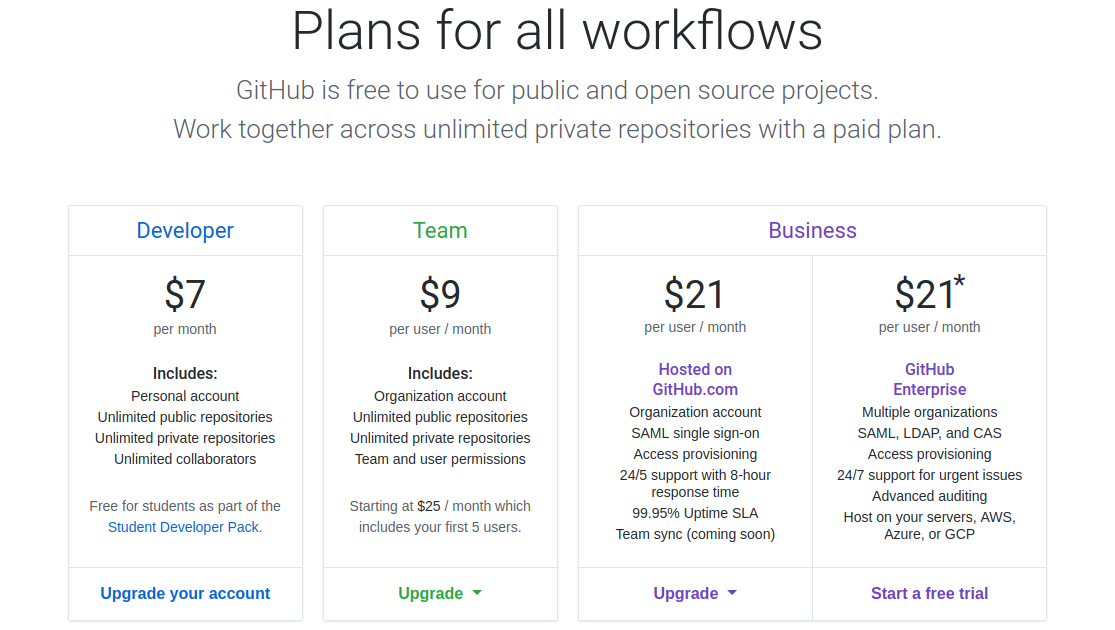 Plans for all workflows
GitHub is free to use for public and open source projects.
Work together across unlimited private repositories with a paid plan.
Developer
$7
per month
Includes:
Personal account
Unlimited public repositories
Unlimited private repositories
Unlimited collaborators
Free for students as part of the
Student Developer Pack.
Upgrade your account
Team
$9
per user / month
Includes:
Organization account
Unlimited public repositories
Unlimited private repositories
Team and user permissions
Starting at $25 / month which
includes your first 5 users.
Upgrade
Business
$21
per user / month
Hosted on
GitHub.com
Organization account
SAML single sign-on
Access provisioning
24/5 support with 8-hour
response time
99.95% Uptime SLA
Team sync (coming soon)
Upgrade
$21*
per user / month
GitHub
Enterprise
Multiple organizations
SAML, LDAP, and CAS
Access provisioning
24/7 support for urgent issues
Advanced auditing
Host on your servers, AWS,
Azure, or GCP
Start a free trial